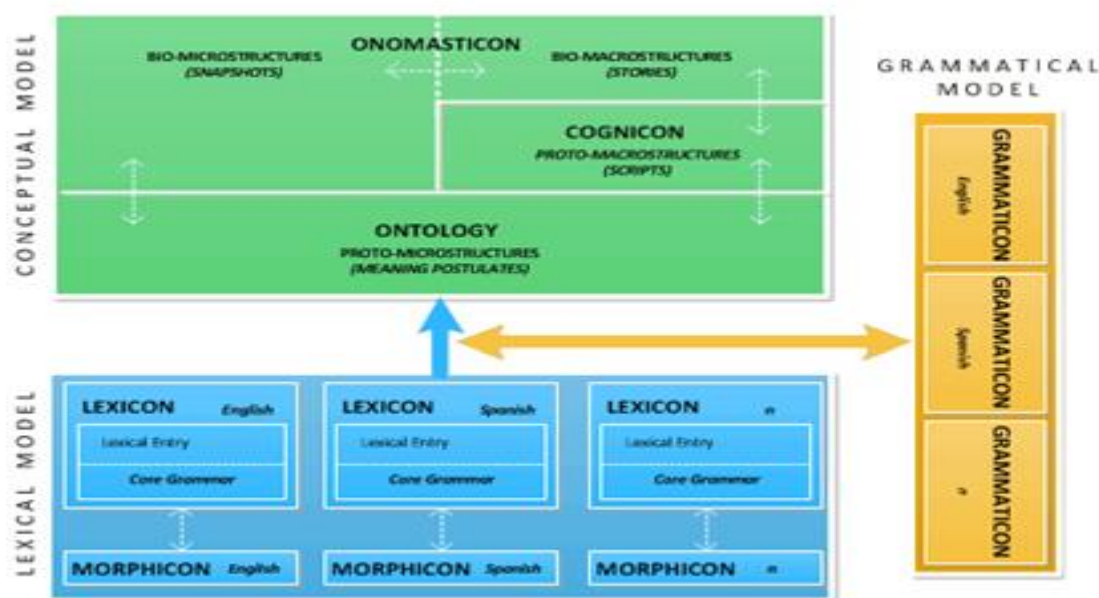 CONCEPTUAL MODEL
ONOMASTICON
BIO-MICROSTRUCTURES
(SNAPSHOTS)
BIO-MACROSTRUCTURES
(STORIES)
COGNICON
PROTO-MACROSTRUCTURES
(SCRIPTS)
ONTOLOGY
PROTO-MICROSTRUCTURES
(MEANING POSTULATES)
GRAMMATICAL
MODEL
GRAMMATICON
English
GRAMMATICON
Spanish
GRAMMATICON
n
LEXICAL MODEL
LEXICON English
Lexical Entry
Core Grammar
MORPHICON English
LEXICON Spanish
Lexical Entry
Core Grammar
MORPHICON Spanish
LEXICON n
Lexical Entry
Core Grammar
MORPHICON n